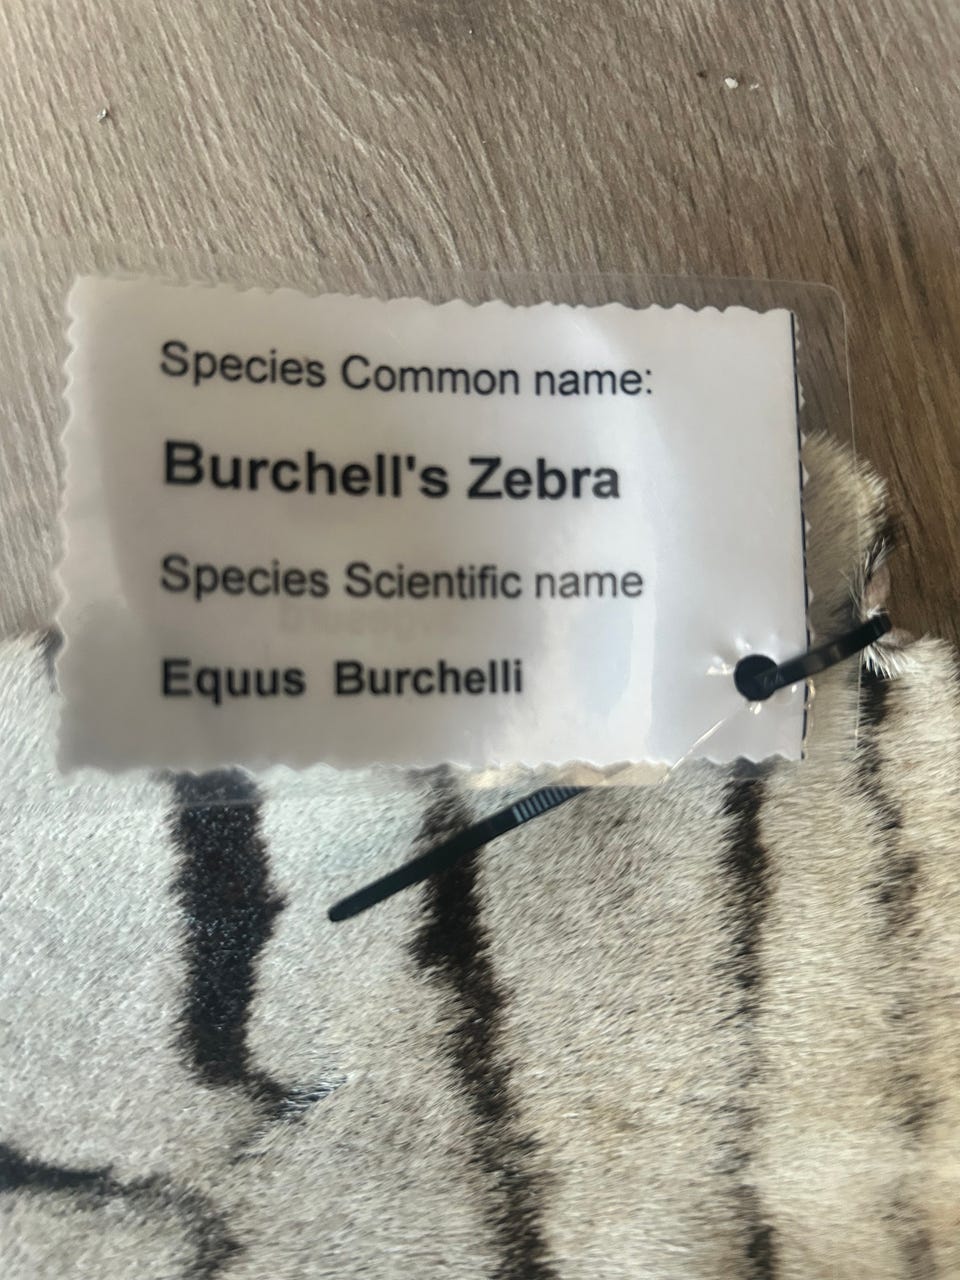 Species Common name:
Burchell's Zebra
Species Scientific name
Equus Burchelli